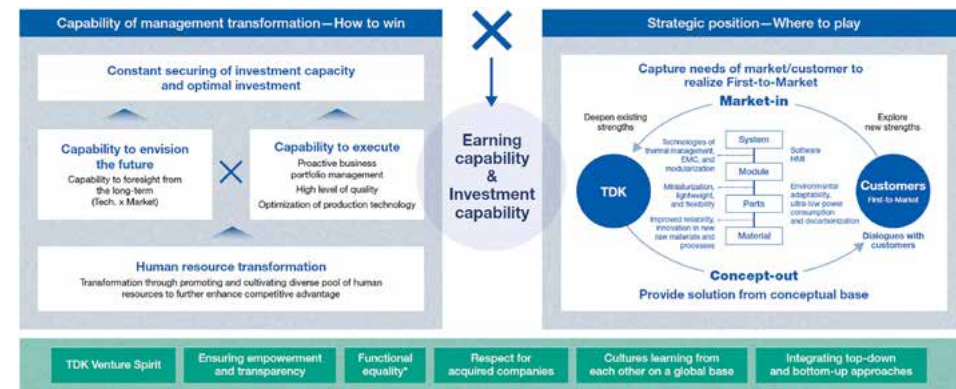 Capability of management transformation—How to win
Constant securing of investment capacity
and optimal investment
Capability to envision
the future
Capability to foresight from
the long-term
(Tech. x Market)
Capability to execute
Proactive business
portfolio management
High level of quality
Optimization of production technology
Human resource transformation
Transformation through promoting and cultivating diverse pool of human
resources to further enhance competitive advantage
Earning
capability
&
Investment
capability
Strategic position—Where to play
Capture needs of market/customer to
realize First-to-Market
Market-in
Deepen existing
strengths
Explore
new strengths
TDK
Technologies of
thermal management,
EMC, and
modularization
Miniaturization,
lightweight,
and flexibility
Improved reliability,
innovation in new
raw materials and
processes
System
Module
Parts
Material
Software
HMI
Environmental
adaptability,
ultra-low power
consumption
and decarbonization
Customers
First-to-Market
Dialogues with
customers
Concept-out
Provide solution from conceptual base
TDK Venture Spirit
Ensuring empowerment
and transparency
Functional
equality*
Respect for
acquired companies
Cultures learning from
each other on a global base
Integrating top-down
and bottom-up approaches